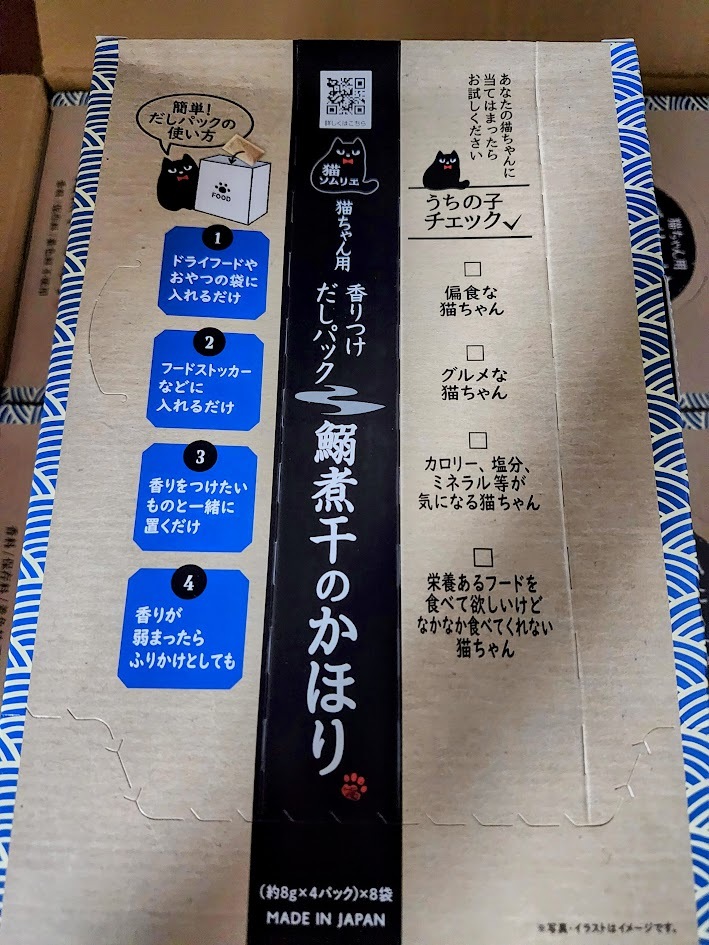 簡単!
だしパックの
使い方
FOOD
1
ドライフードや
おやつの袋に
入れるだけ
2
フードストッカー
などに
入れるだけ
3
香りをつけたい
ものと一緒に
置くだけ
4
香りが
弱まったら
ふりかけとしても
詳しくはこちら
猫
ソムリエ
猫ちゃん用
香りつけ
だしパック
鰯煮干のかほり
(約8g×4パック)×8袋
MADE IN JAPAN
あなたの猫ちゃんに
当てはまったら
お試しください
うちの子
チェック✓
□
偏食な
猫ちゃん
□
グルメな
猫ちゃん
□
カロリー、塩分、
ミネラル等が
気になる猫ちゃん
□
栄養あるフードを
食べて欲しいけど
なかなか食べてくれない
猫ちゃん
※写真・イラストはイメージです。
猫ちゃん用